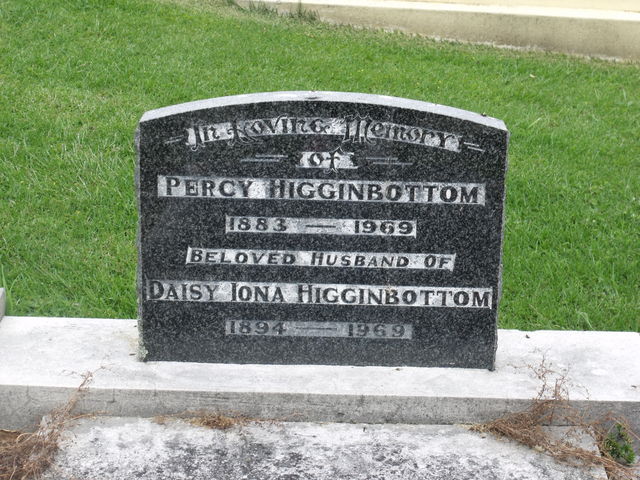 In Loving Memory
of
PERCY HIGGINBOTTOM
1883 — 1969
BELOVED HUSBAND OF
DAISY IONA HIGGINBOTTOM
1894 — 1969